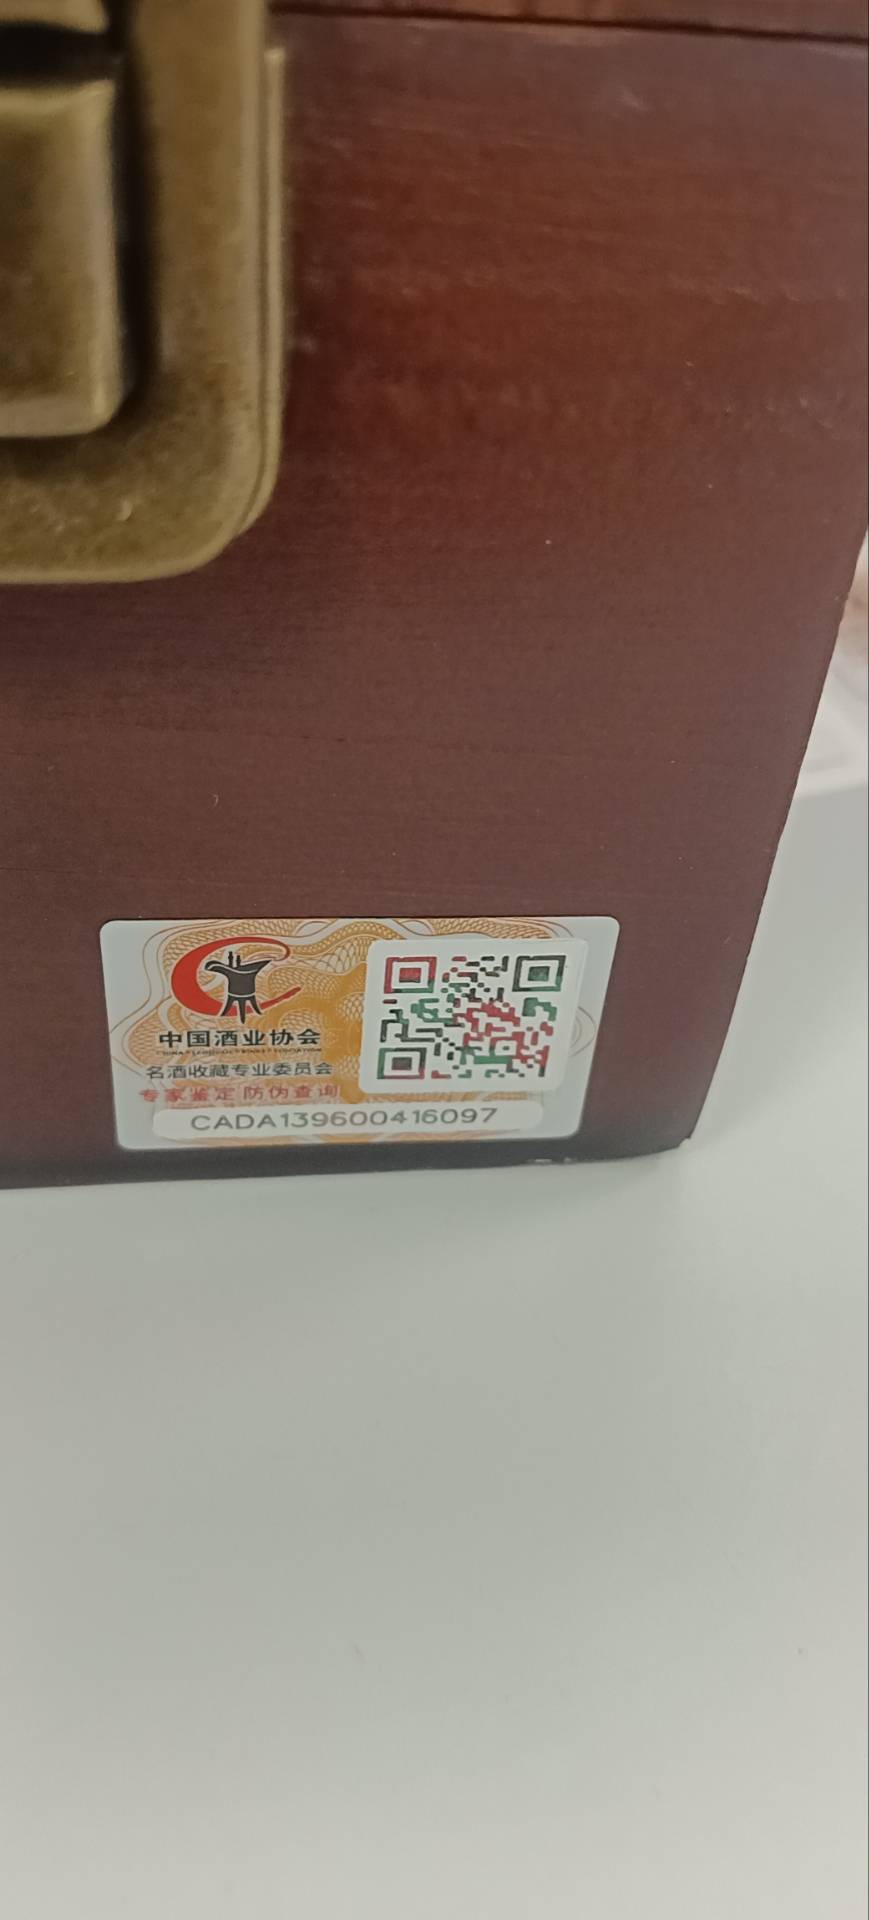 中国酒业协会
名酒收藏专业委员会
专家鉴定 防伪查询
CADA139600416097